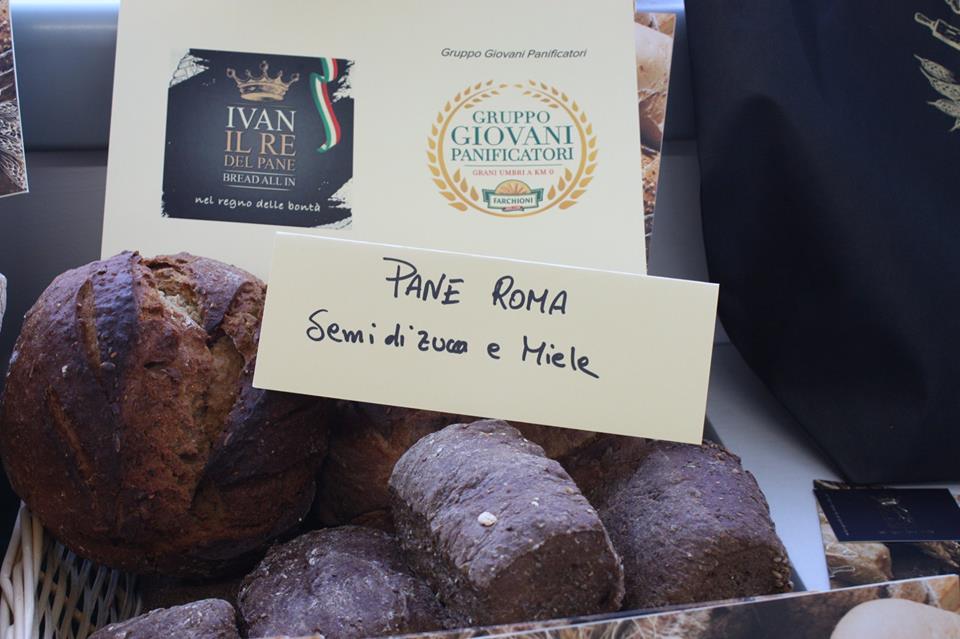 IVAN
IL RE
DEL PANE
BREAD ALL IN
nel regno delle bontà
Gruppo Giovani Panificatori
GRUPPO
GIOVANI
PANIFICATORI
GRANI UMBRI A KM 0
FARCHIONI
PANE ROMA
Semi di zucca e Miele